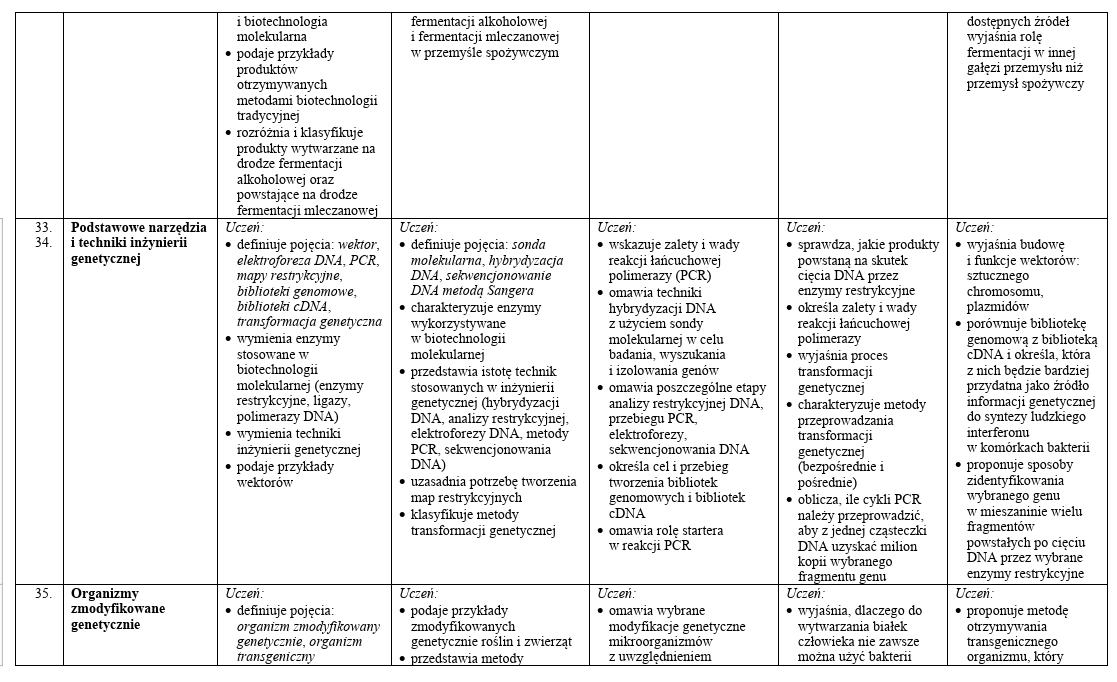 i biotechnologia
molekularna
• podaje przykłady
produktów
otrzymywanych
metodami biotechnologii
tradycyjnej
• rozróżnia i klasyfikuje
produkty wytwarzane na
drodze fermentacji
alkoholowej oraz
powstające na drodze
fermentacji mleczanowej
fermentacji alkoholowej
i fermentacji mleczanowej
w przemyśle spożywczym
dostępnych źródeł
wyjaśnia rolę
fermentacji w innej
gałęzi przemysłu niż
przemysł spożywczy
33.
34.
Podstawowe narzędzia
i techniki inżynierii
genetycznej
Uczeń:
• definiuje pojęcia: wektor,
elektroforeza DNA, PCR,
mapy restrykcyjne,
biblioteki genomowe,
biblioteki cDNA,
transformacja genetyczna
• wymienia enzymy
stosowane w
biotechnologii
molekularnej (enzymy
restrykcyjne, ligazy,
polimerazy DNA)
• wymienia techniki
inżynierii genetycznej
• podaje przykłady
wektorów
Uczeń:
• definiuje pojęcia: sonda
molekularna, hybrydyzacja
DNA, sekwencjonowanie
DNA metodą Sangera
• charakteryzuje enzymy
wykorzystywane
w biotechnologii
molekularnej
• przedstawia istotę technik
stosowanych w inżynierii
genetycznej (hybrydyzacji
DNA, analizy restrykcyjnej,
elektroforezy DNA, metody
PCR, sekwencjonowania
DNA)
• uzasadnia potrzebę tworzenia
map restrykcyjnych
• klasyfikuje metody
transformacji genetycznej
Uczeń:
• wskazuje zalety i wady
reakcji łańcuchowej
polimerazy (PCR)
• omawia techniki
hybrydyzacji DNA
z użyciem sondy
molekularnej w celu
badania, wyszukania
i izolowania genów
• omawia poszczególne etapy
analizy restrykcyjnej DNA,
przebiegu PCR,
elektroforezy,
sekwencjonowania DNA
• określa cel i przebieg
tworzenia bibliotek
genomowych i bibliotek
cDNA
• omawia rolę startera
w reakcji PCR
Uczeń:
• sprawdza, jakie produkty
powstaną na skutek
cięcia DNA przez
enzymy restrykcyjne
• określa zalety i wady
reakcji łańcuchowej
polimerazy
• wyjaśnia proces
transformacji
genetycznej
• charakteryzuje metody
przeprowadzania
transformacji
genetycznej
(bezpośrednie i
pośrednie)
• oblicza, ile cykli PCR
należy przeprowadzić,
aby z jednej cząsteczki
DNA uzyskać milion
kopii wybranego
fragmentu genu
Uczeń:
• wyjaśnia budowę
i funkcje wektorów:
sztucznego
chromosomu,
plazmidów
• porównuje bibliotekę
genomową z biblioteką
cDNA i określa, która
z nich będzie bardziej
przydatna jako źródło
informacji genetycznej
do syntezy ludzkiego
interferonu
w komórkach bakterii
• proponuje sposoby
zidentyfikowania
wybranego genu
w mieszaninie wielu
fragmentów
powstałych po cięciu
DNA przez wybrane
enzymy restrykcyjne
35.
Organizmy
zmodyfikowane
genetycznie
Uczeń:
• definiuje pojęcia:
organizm zmodyfikowany
genetycznie, organizm
transgeniczny
Uczeń:
• podaje przykłady
zmodyfikowanych
genetycznie roślin i zwierząt
• przedstawia metody
Uczeń:
• omawia wybrane
modyfikacje genetyczne
mikroorganizmów
z uwzględnieniem
Uczeń:
• wyjaśnia, dlaczego do
wytwarzania białek
człowieka nie zawsze
można użyć bakterii
Uczeń:
• proponuje metodę
otrzymywania
transgenicznego
organizmu, który